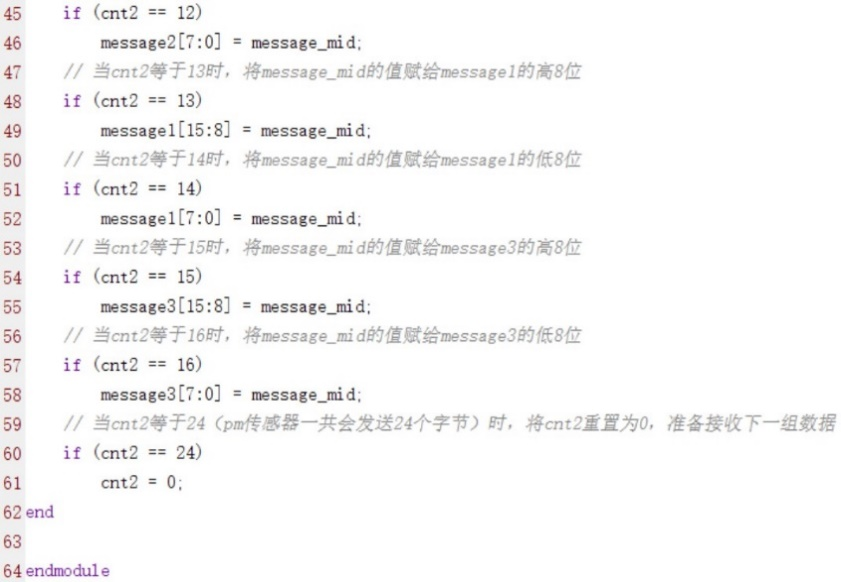 45 if (cnt2 == 12)
46 message2[7:0] = message_mid;
47 // 当cnt2等于13时，将message_mid的值赋给message1的高8位
48 if (cnt2 == 13)
49 message1[15:8] = message_mid;
50 // 当cnt2等于14时，将message_mid的值赋给message1的低8位
51 if (cnt2 == 14)
52 message1[7:0] = message_mid;
53 // 当cnt2等于15时，将message_mid的值赋给message3的高8位
54 if (cnt2 == 15)
55 message3[15:8] = message_mid;
56 // 当cnt2等于16时，将message_mid的值赋给message3的低8位
57 if (cnt2 == 16)
58 message3[7:0] = message_mid;
59 // 当cnt2等于24（pm传感器一共会发送24个字节）时，将cnt2重置为0，准备接收下一组数据
60 if (cnt2 == 24)
61 cnt2 = 0;
62 end
63
64 endmodule